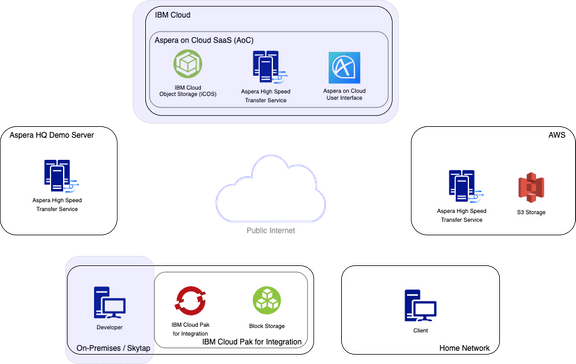 IBM Cloud
Aspera on Cloud SaaS (AoC)
IBM Cloud
Object Storage (ICOS)
Aspera High Speed
Transfer Service
Aspera on Cloud
User Interface
Aspera HQ Demo Server
Aspera High Speed
Transfer Service
AWS
Aspera High Speed
Transfer Service
S3 Storage
Public Internet
Developer
On-Premises / Skytap
IBM Cloud Pak
for Integration
Block Storage
IBM Cloud Pak for Integration
Client
Home Network